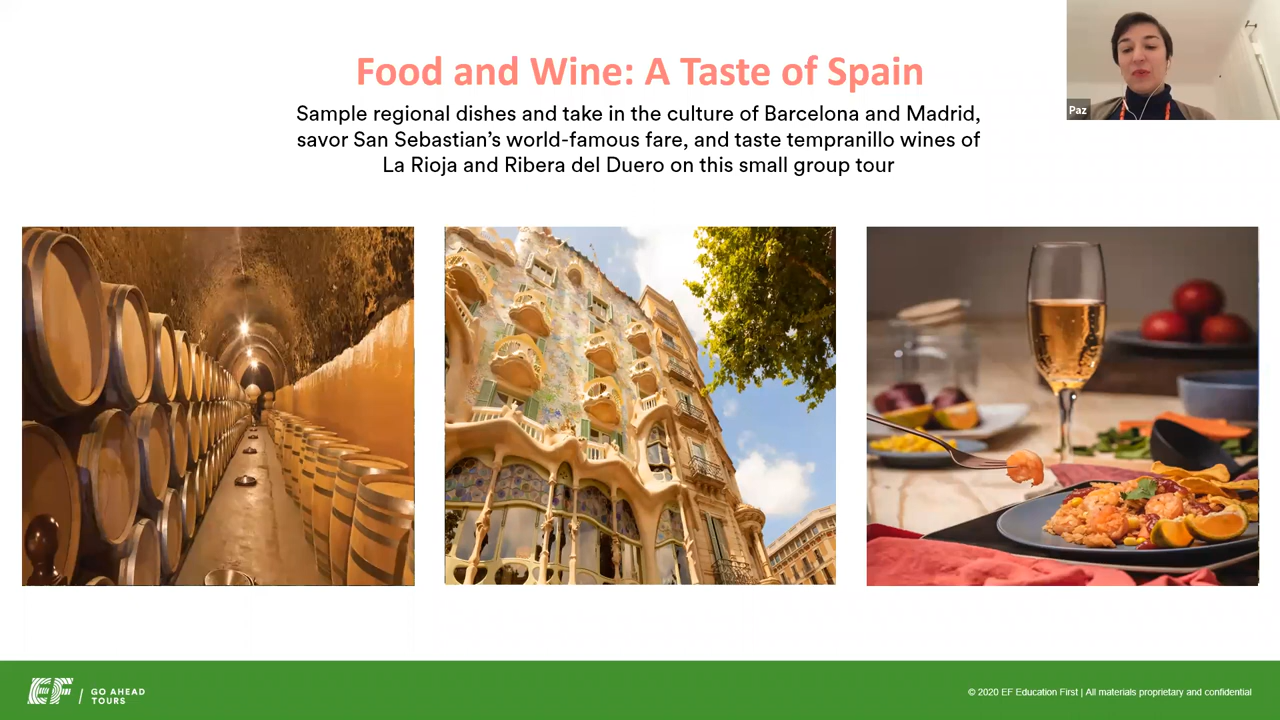 Food and Wine: A Taste of Spain
Sample regional dishes and take in the culture of Barcelona and Madrid,
savor San Sebastian’s world-famous fare, and taste tempranillo wines of
La Rioja and Ribera del Duero on this small group tour
Paz
EF / GO AHEAD
TOURS
© 2020 EF Education First | All materials proprietary and confidential